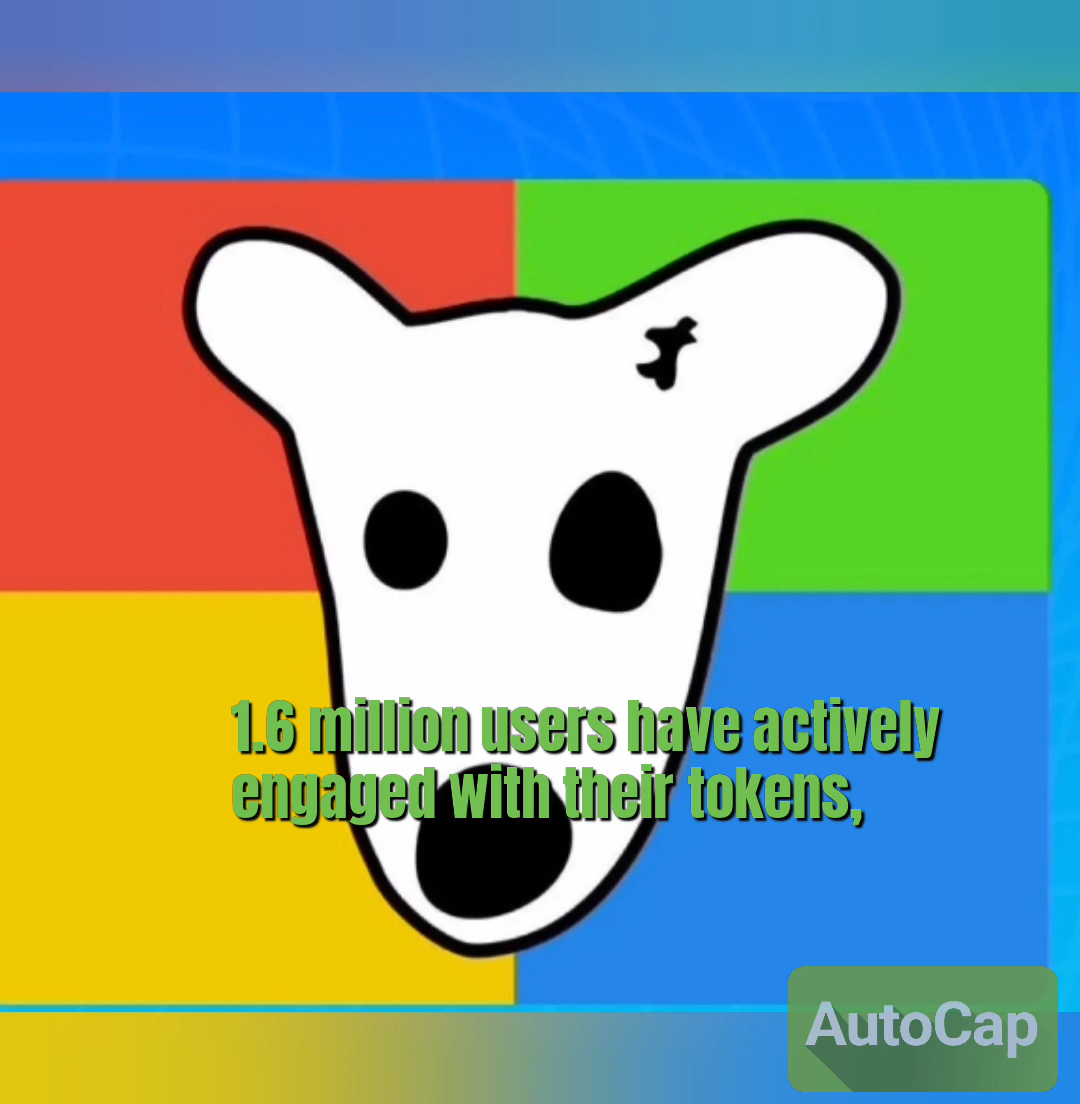 1.6 million users have actively
engaged with their tokens,
AutoCap